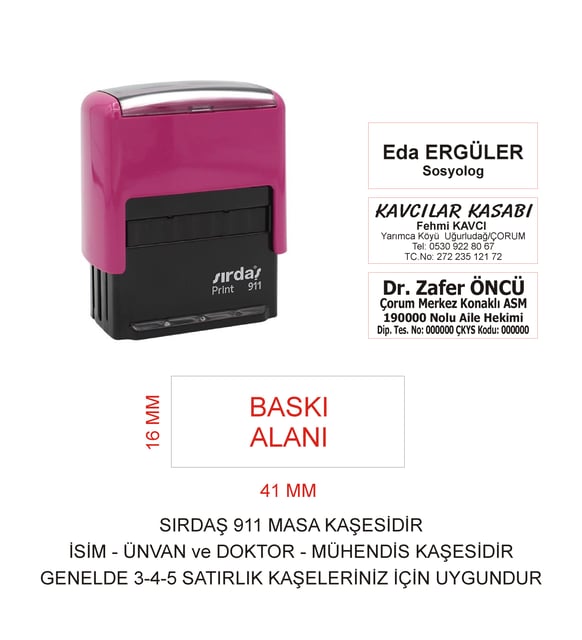 sırdaş
Print 911
Eda ERGÜLER
Sosyolog
KAVCILAR KASABI
Fehmi KAVCI
Yarımca Köyü Uğurludağ/ÇORUM
Tel: 0530 922 80 67
TC.No: 272 235 121 72
Dr. Zafer ÖNCÜ
Çorum Merkez Konaklı ASM
190000 Nolu Aile Hekimi
Dip. Tes. No: 000000 ÇKYS Kodu: 000000
16 MM
BASKI
ALANI
41 MM
SIRDAŞ 911 MASA KAŞESİDİR
İSİM - ÜNVAN ve DOKTOR - MÜHENDİS KAŞESİDİR
GENELDE 3-4-5 SATIRLIK KAŞELERİNİZ İÇİN UYGUNDUR